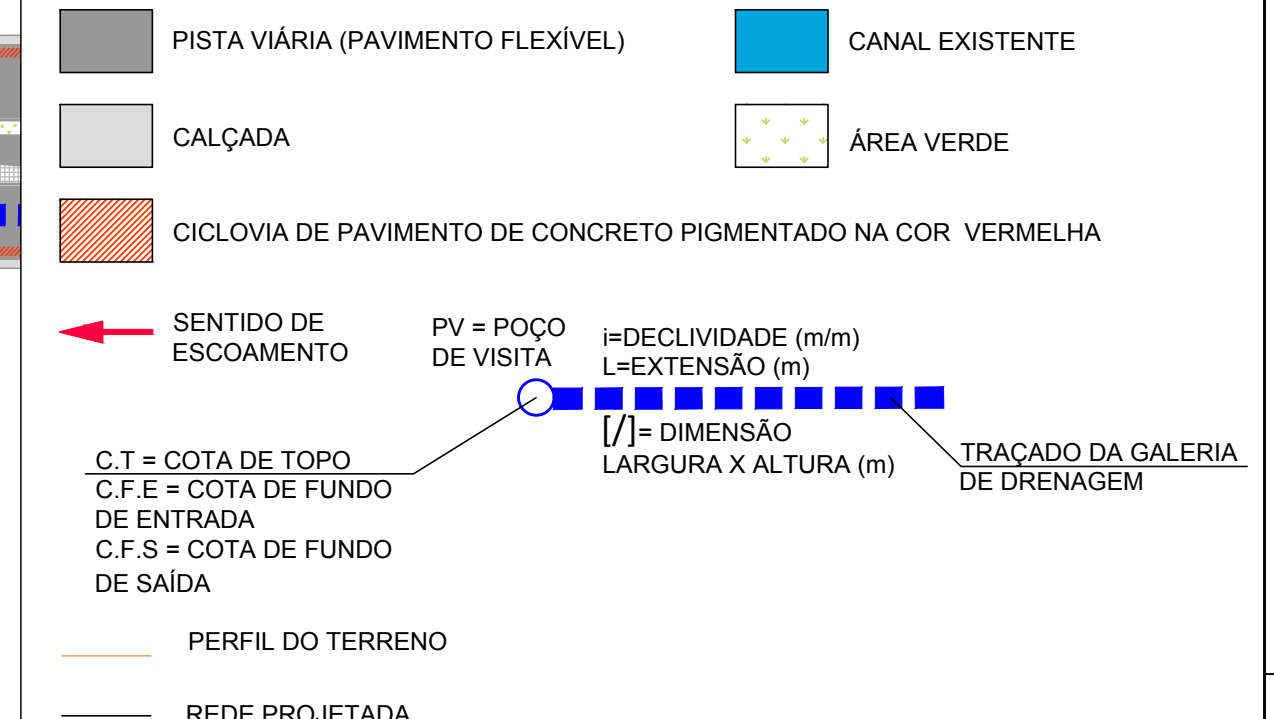 PISTA VIÁRIA (PAVIMENTO FLEXÍVEL)
CANAL EXISTENTE
CALÇADA
ÁREA VERDE
CICLOVIA DE PAVIMENTO DE CONCRETO PIGMENTADO NA COR VERMELHA
SENTIDO DE
ESCOAMENTO
PV = POÇO
DE VISITA
i=DECLIVIDADE (m/m)
L=EXTENSÃO (m)
[/]= DIMENSÃO
LARGURA X ALTURA (m)
C.T = COTA DE TOPO
C.F.E = COTA DE FUNDO
DE ENTRADA
C.F.S = COTA DE FUNDO
DE SAÍDA
TRAÇADO DA GALERIA
DE DRENAGEM
PERFIL DO TERRENO
REDE PROJETADA